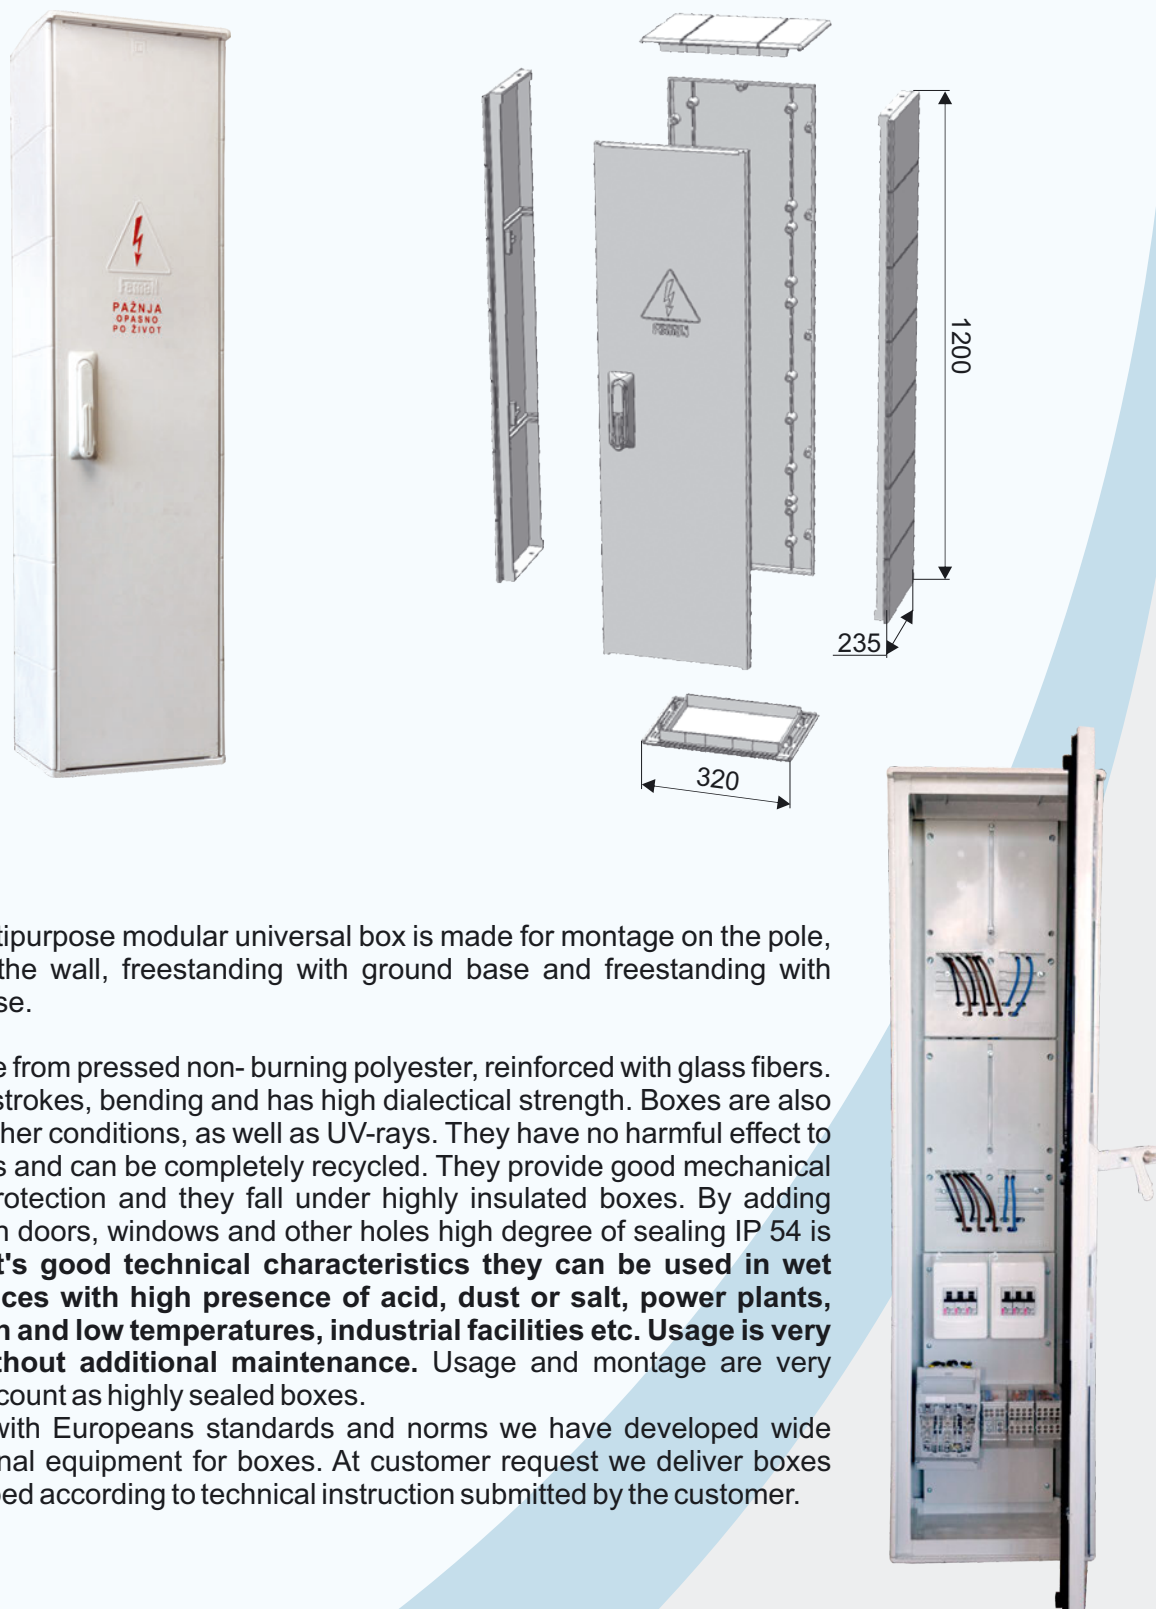 PAŽNJA
OPASNO
PO ŽIVOT
1200
235
320
tipurpose modular universal box is made for montage on the pole,
the wall, freestanding with ground base and freestanding with
se.
e from pressed non- burning polyester, reinforced with glass fibers.
strokes, bending and has high dialectical strength. Boxes are also
ther conditions, as well as UV-rays. They have no harmful effect to
s and can be completely recycled. They provide good mechanical
rotection and they fall under highly insulated boxes. By adding
n doors, windows and other holes high degree of sealing IP 54 is
t's good technical characteristics they can be used in wet
ces with high presence of acid, dust or salt, power plants,
h and low temperatures, industrial facilities etc. Usage is very
thout additional maintenance. Usage and montage are very
count as highly sealed boxes.
with Europeans standards and norms we have developed wide
nal equipment for boxes. At customer request we deliver boxes
ped according to technical instruction submitted by the customer.